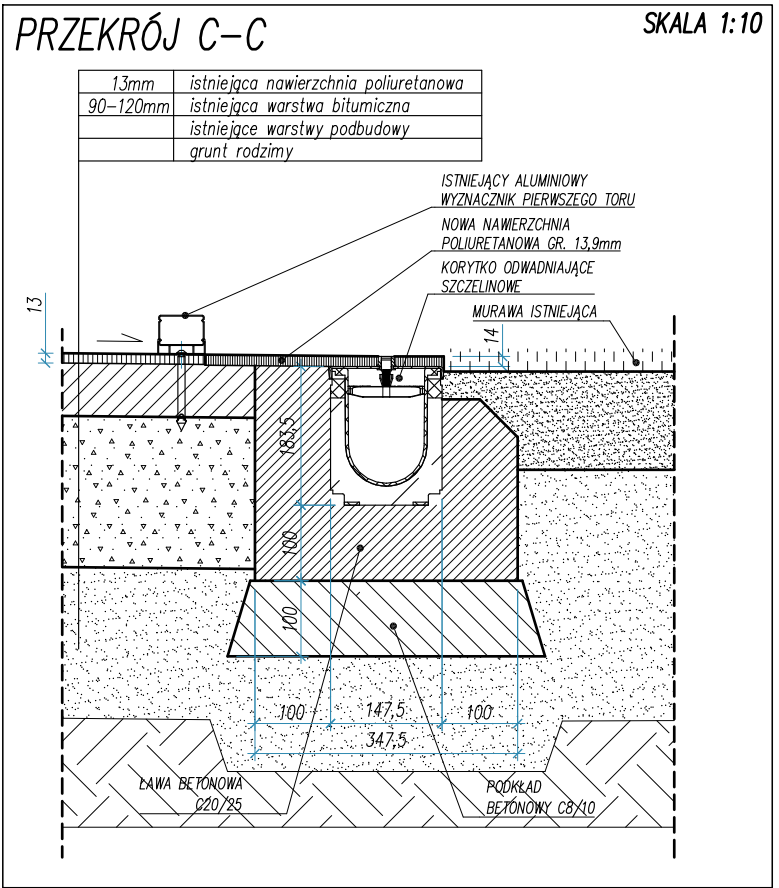 PRZEKRÓJ C-C
SKALA 1:10
13mm istniejąca nawierzchnia poliuretanowa
90-120mm istniejąca warstwa bitumiczna
istniejące warstwy podbudowy
grunt rodzimy
ISTNIEJĄCY ALUMINIOWY
WYZNACZNIK PIERWSZEGO TORU
NOWA NAWIERZCHNIA
POLIURETANOWA GR. 13,9mm
KORYTKO ODWADNIAJĄCE
SZCZELINOWE
MURAWA ISTNIEJĄCA
13
14
183,5
100
100
100 147,5 100
347,5
ŁAWA BETONOWA
C20/25
PODKŁAD
BETONOWY C8/10